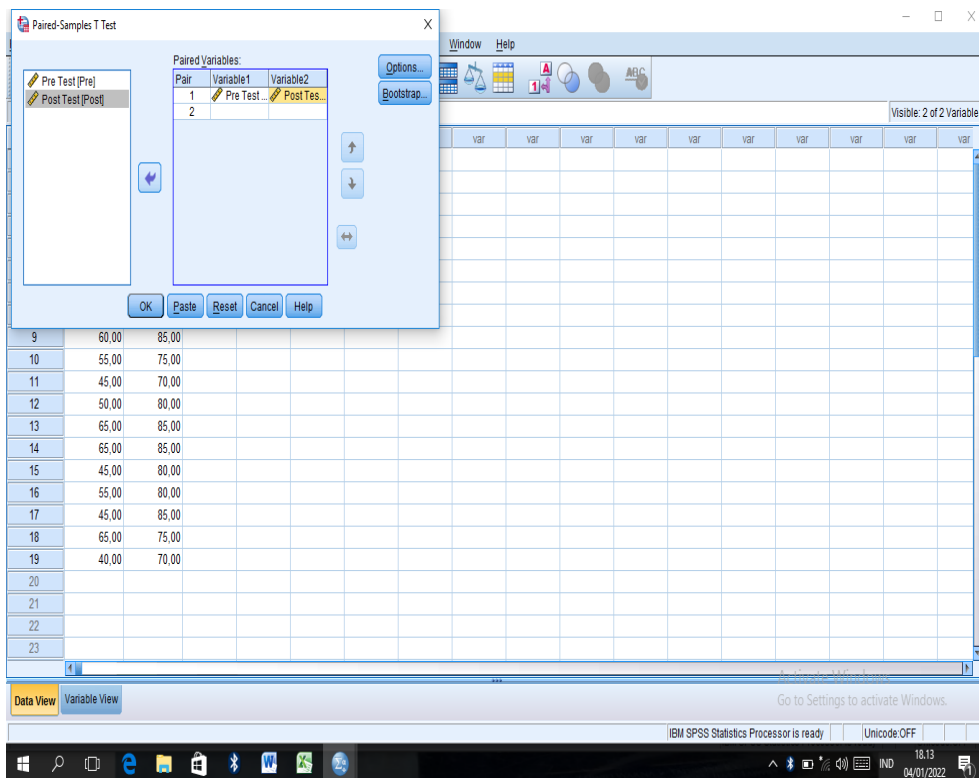 Paired-Samples T Test X
Window Help
Paired Variables:
Pre Test [Pre]
Post Test [Post]
Pair Variable1 Variable2
1 Pre Test ... Post Tes...
2
Options...
Bootstrap...
OK Paste Reset Cancel Help
A
1 4
ABC
Visible: 2 of 2 Variable
var var var var var var var var var var
9 60,00 85,00
10 55,00 75,00
11 45,00 70,00
12 50,00 80,00
13 65,00 85,00
14 65,00 85,00
15 45,00 80,00
16 55,00 80,00
17 45,00 85,00
18 65,00 75,00
19 40,00 70,00
20
21
22
23
Data View Variable View
Activate Windows
Go to Settings to activate Windows.
IBM SPSS Statistics Processor is ready Unicode:OFF
IND 18.13
04/01/2022